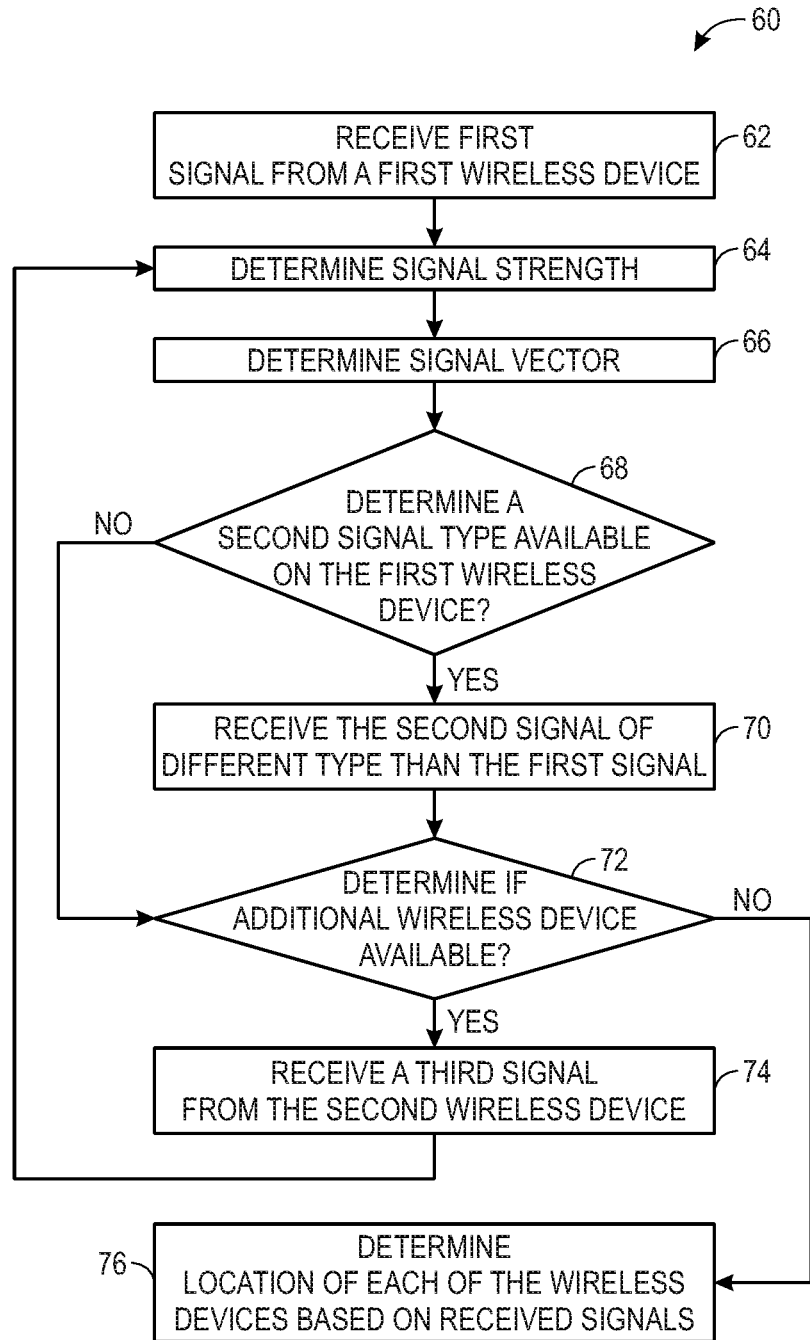 60
RECEIVE FIRST
SIGNAL FROM A FIRST WIRELESS DEVICE
62
DETERMINE SIGNAL STRENGTH
64
DETERMINE SIGNAL VECTOR
66
68
NO
DETERMINE A
SECOND SIGNAL TYPE AVAILABLE
ON THE FIRST WIRELESS
DEVICE?
YES
RECEIVE THE SECOND SIGNAL OF
DIFFERENT TYPE THAN THE FIRST SIGNAL
70
72
DETERMINE IF
ADDITIONAL WIRELESS DEVICE
AVAILABLE?
NO
YES
RECEIVE A THIRD SIGNAL
FROM THE SECOND WIRELESS DEVICE
74
76
DETERMINE
LOCATION OF EACH OF THE WIRELESS
DEVICES BASED ON RECEIVED SIGNALS